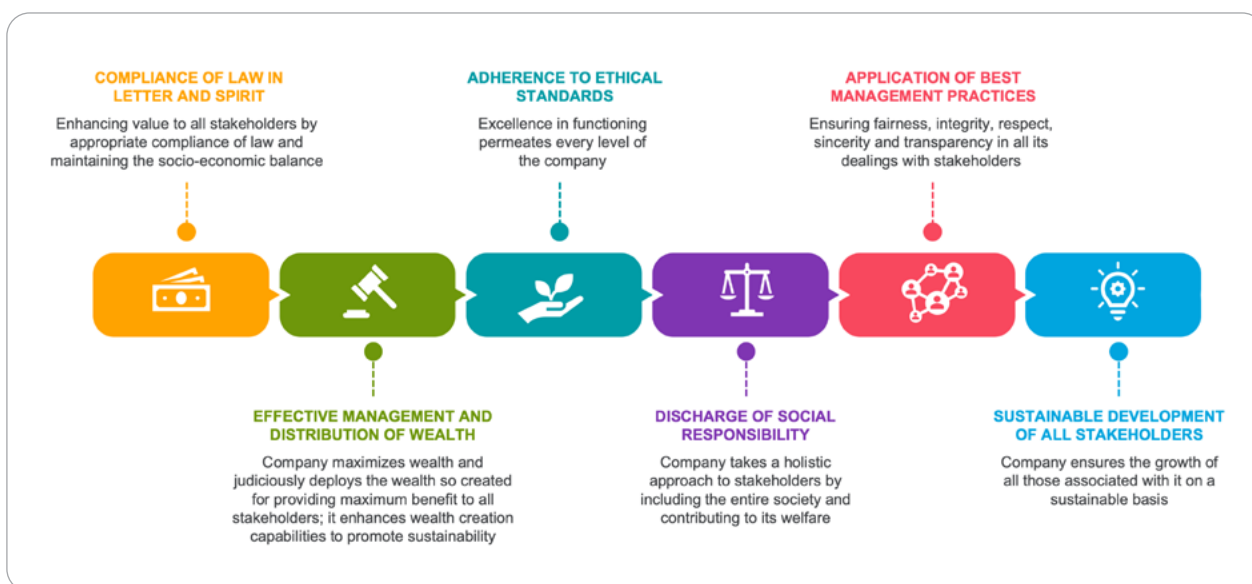 COMPLIANCE OF LAW IN
LETTER AND SPIRIT
Enhancing value to all stakeholders by
appropriate compliance of law and
maintaining the socio-economic balance
ADHERENCE TO ETHICAL
STANDARDS
Excellence in functioning
permeates every level of
the company
APPLICATION OF BEST
MANAGEMENT PRACTICES
Ensuring fairness, integrity, respect,
sincerity and transparency in all its
dealings with stakeholders
EFFECTIVE MANAGEMENT AND
DISTRIBUTION OF WEALTH
Company maximizes wealth and
judiciously deploys the wealth so created
for providing maximum benefit to all
stakeholders; it enhances wealth creation
capabilities to promote sustainability
DISCHARGE OF SOCIAL
RESPONSIBILITY
Company takes a holistic
approach to stakeholders by
including the entire society and
contributing to its welfare
SUSTAINABLE DEVELOPMENT
OF ALL STAKEHOLDERS
Company ensures the growth of
all those associated with it on a
sustainable basis